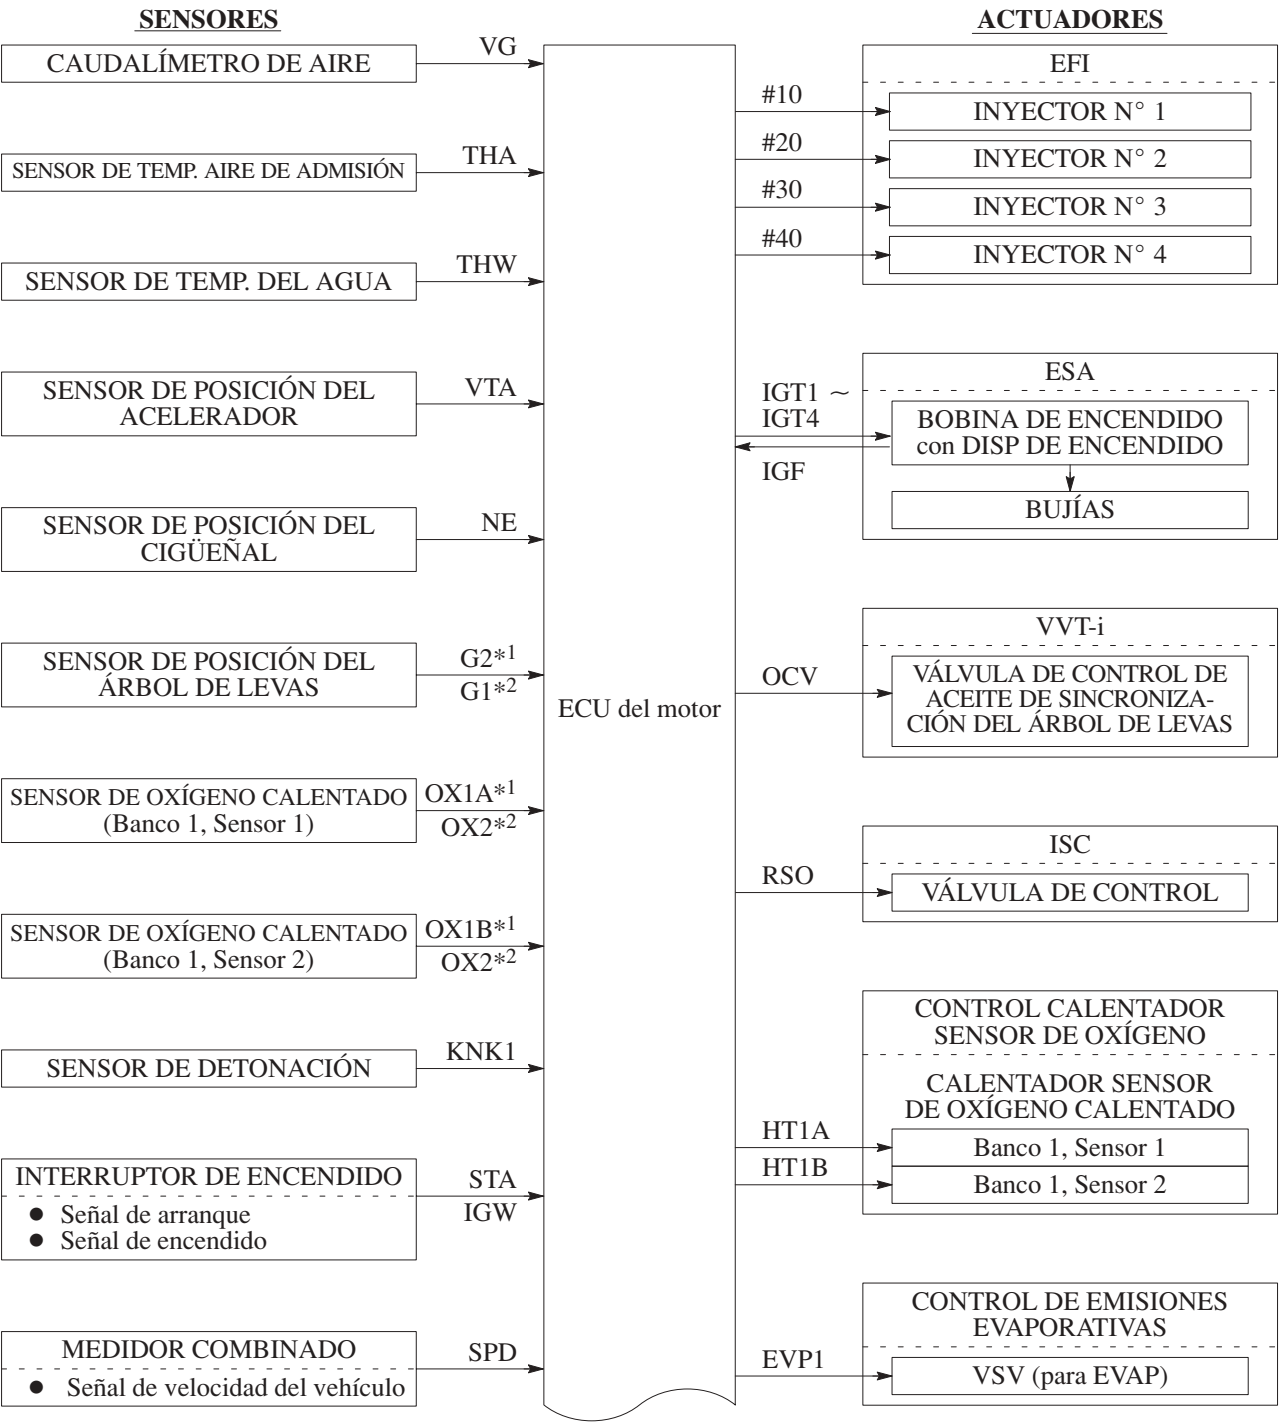 SENSORES
CAUDALÍMETRO DE AIRE
VG
SENSOR DE TEMP. AIRE DE ADMISIÓN
THA
SENSOR DE TEMP. DEL AGUA
THW
SENSOR DE POSICIÓN DEL
ACELERADOR
VTA
SENSOR DE POSICIÓN DEL
CIGÜEÑAL
NE
SENSOR DE POSICIÓN DEL
ÁRBOL DE LEVAS
G2*1
G1*2
SENSOR DE OXÍGENO CALENTADO
(Banco 1, Sensor 1)
OX1A*1
OX2*2
SENSOR DE OXÍGENO CALENTADO
(Banco 1, Sensor 2)
OX1B*1
OX2*2
SENSOR DE DETONACIÓN
KNK1
INTERRUPTOR DE ENCENDIDO
● Señal de arranque
● Señal de encendido
STA
IGW
MEDIDOR COMBINADO
● Señal de velocidad del vehículo
SPD
ECU del motor
ACTUADORES
EFI
#10
INYECTOR N° 1
#20
INYECTOR N° 2
#30
INYECTOR N° 3
#40
INYECTOR N° 4
ESA
IGT1 ~
IGT4
IGF
BOBINA DE ENCENDIDO
con DISP DE ENCENDIDO
BUJÍAS
VVT-i
OCV
VÁLVULA DE CONTROL DE
ACEITE DE SINCRONIZA-
CIÓN DEL ÁRBOL DE LEVAS
ISC
RSO
VÁLVULA DE CONTROL
CONTROL CALENTADOR
SENSOR DE OXÍGENO
CALENTADOR SENSOR
DE OXÍGENO CALENTADO
HT1A
Banco 1, Sensor 1
HT1B
Banco 1, Sensor 2
CONTROL DE EMISIONES
EVAPORATIVAS
EVP1
VSV (para EVAP)